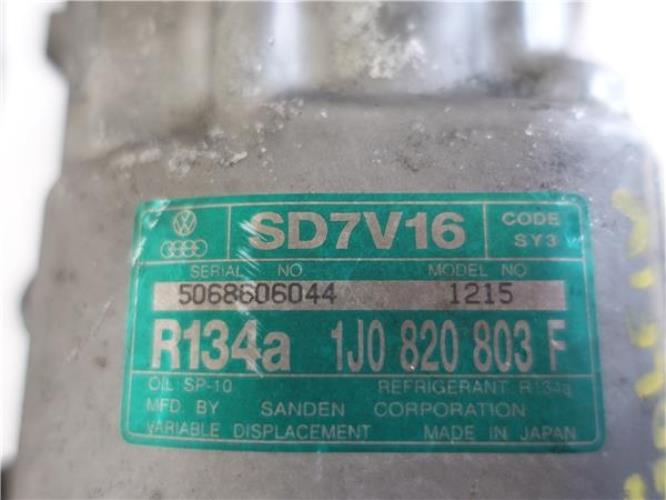 SD7V16 CODE
SY3
SERIAL NO MODEL NO
5068606044 1215
R134a 1J0 820 803 F
OIL SP-10 REFRIGERANT R134a
MFD. BY SANDEN CORPORATION
VARIABLE DISPLACEMENT MADE IN JAPAN